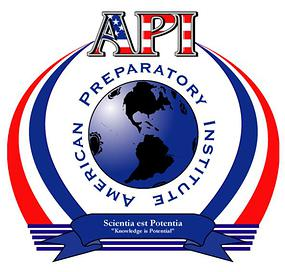 API
AMERICAN PREPARATORY INSTITUTE
Scientia est Potentia
"Knowledge is Potential"